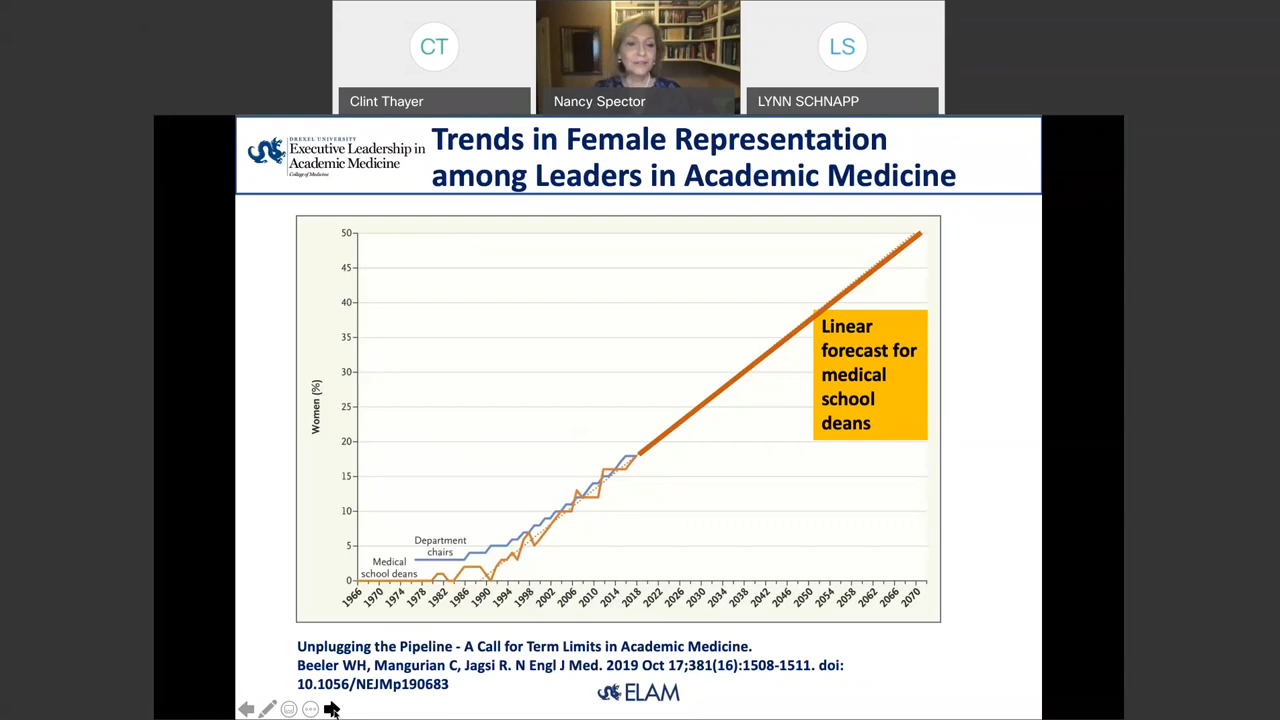 CT
LS
Clint Thayer
Nancy Spector
LYNN SCHNAPP
DREXEL UNIVERSITY
Executive Leadership in
Academic Medicine
College of Medicine
Trends in Female Representation
among Leaders in Academic Medicine
50
45
40
35
30
25
20
15
10
5
0
Women (%)
Linear
forecast for
medical
school
deans
Department
chairs
Medical
school deans
1966 1970 1974 1978 1982 1986 1990 1994 1998 2002 2006 2010 2014 2018 2022 2026 2030 2034 2038 2042 2046 2050 2054 2058 2062 2066 2070
Unplugging the Pipeline - A Call for Term Limits in Academic Medicine.
Beeler WH, Mangurian C, Jagsi R. N Engl J Med. 2019 Oct 17;381(16):1508-1511. doi:
10.1056/NEJMp190683
ELAM